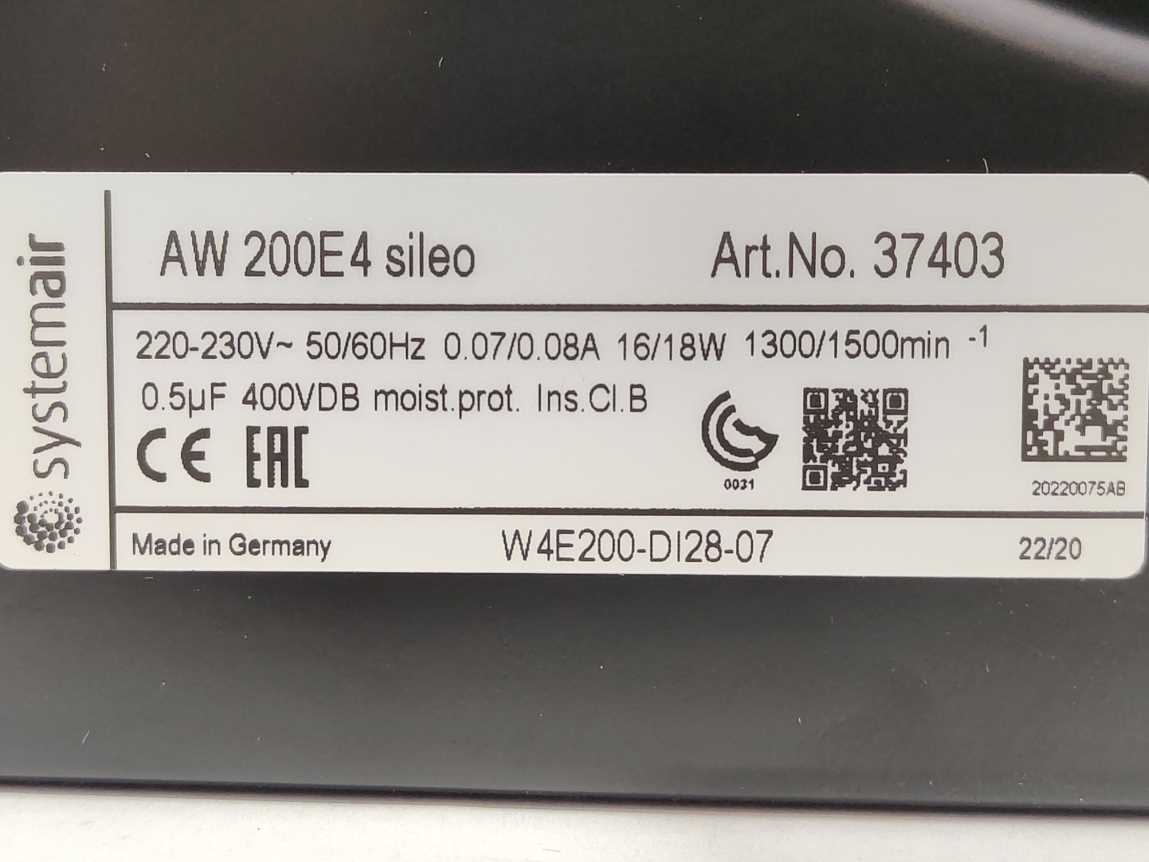 systemair
AW 200E4 sileo Art.No. 37403
220-230V~ 50/60Hz 0.07/0.08A 16/18W 1300/1500min -1
0.5µF 400VDB moist.prot. Ins.Cl.B
CE EAC
0031
20220075AB
Made in Germany W4E200-DI28-07 22/20